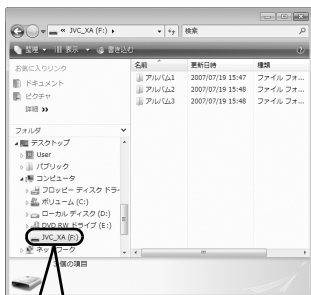 « JVC_XA (F:)
検索
整理
表示
書き込む
お気に入りリンク
ドキュメント
ピクチャ
詳細 »
フォルダ
デスクトップ
User
パブリック
コンピュータ
フロッピー ディスク ドラ
ボリューム (C:)
ローカル ディスク (D:)
DVD RW ドライブ (E:)
JVC_XA (F:)
ネットワーク
名前 更新日時 種類
アルバム1 2007/07/19 15:47 ファイル フォ...
アルバム2 2007/07/19 15:48 ファイル フォ...
アルバム3 2007/07/19 15:48 ファイル フォ...
個の項目